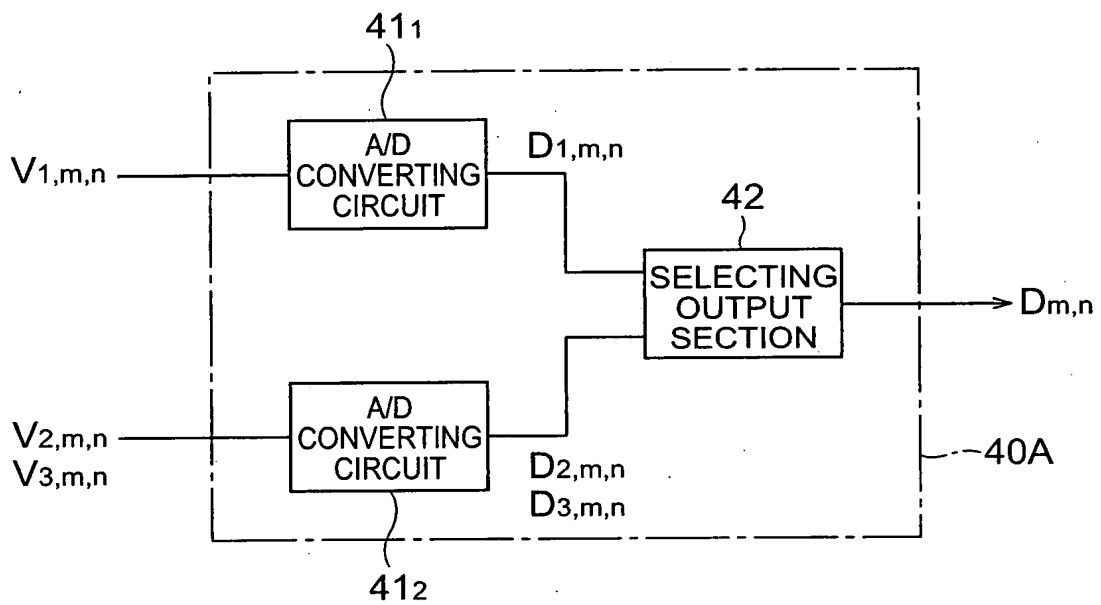 41₁
A/D
CONVERTING
CIRCUIT
V1,m,n
D1,m,n
42
SELECTING
OUTPUT
SECTION
Dm,n
A/D
CONVERTING
CIRCUIT
V2,m,n
V3,m,n
D2,m,n
D3,m,n
40A
41₂